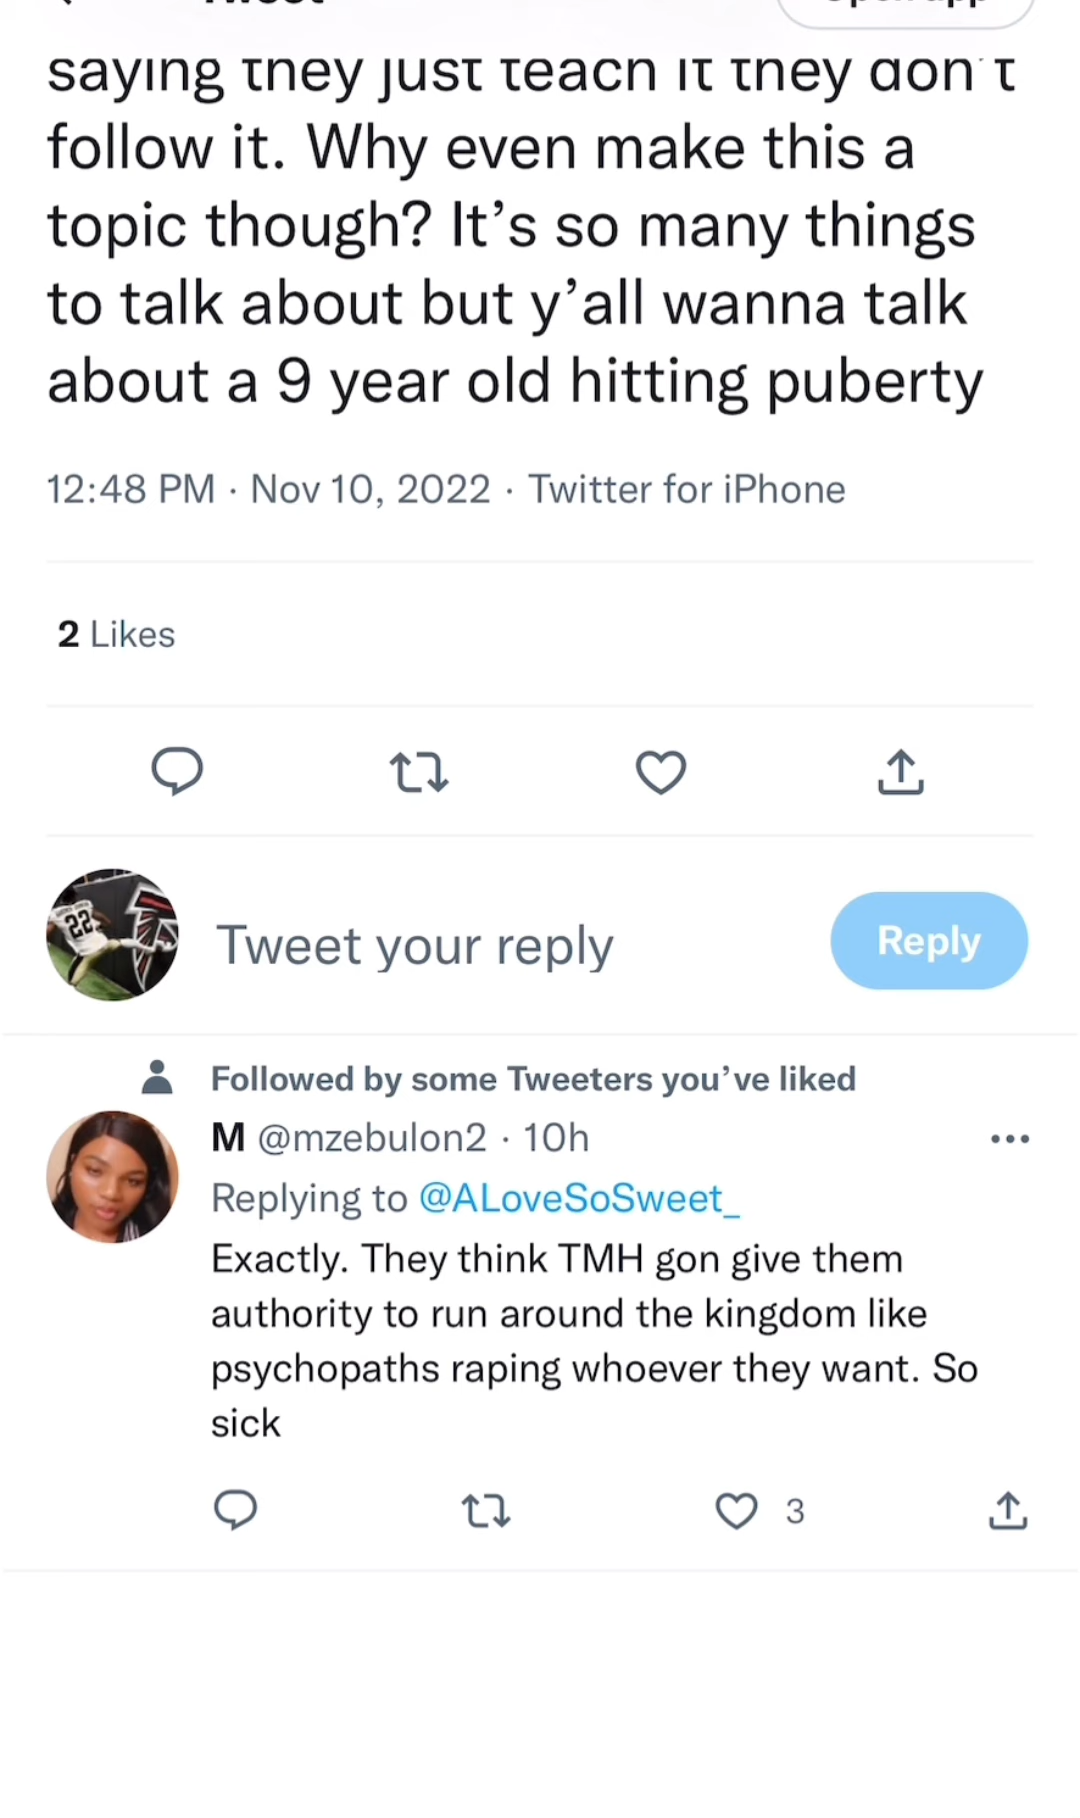 Tweet
Open app
saying they just teach it they don't
follow it. Why even make this a
topic though? It’s so many things
to talk about but y’all wanna talk
about a 9 year old hitting puberty
12:48 PM · Nov 10, 2022 · Twitter for iPhone
2 Likes
22
Tweet your reply
Reply
Followed by some Tweeters you’ve liked
M @mzebulon2 · 10h
Replying to @ALoveSoSweet_
Exactly. They think TMH gon give them
authority to run around the kingdom like
psychopaths raping whoever they want. So
sick
3